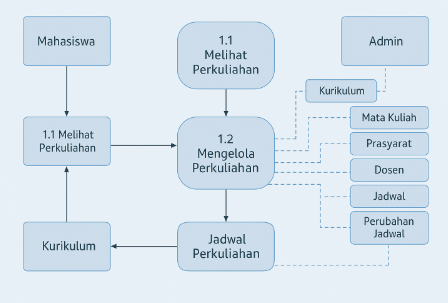 Mahasiswa
1.1
Melihat
Perkuliahan
Admin
Kurikulum
1.1 Melihat
Perkuliahan
1.2
Mengelola
Perkuliahan
Mata Kuliah
Prasyarat
Dosen
Jadwal
Perubahan
Jadwal
Kurikulum
Jadwal
Perkuliahan